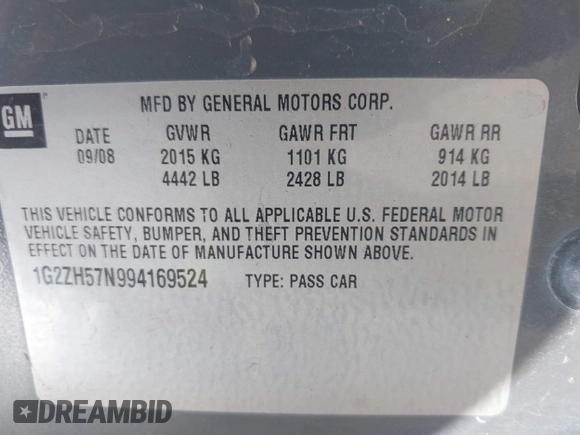 GM
MFD BY GENERAL MOTORS CORP.
DATE GVWR GAWR FRT GAWR RR
09/08 2015 KG 1101 KG 914 KG
4442 LB 2428 LB 2014 LB
THIS VEHICLE CONFORMS TO ALL APPLICABLE U.S. FEDERAL MOTOR
VEHICLE SAFETY, BUMPER, AND THEFT PREVENTION STANDARDS IN
EFFECT ON THE DATE OF MANUFACTURE SHOWN ABOVE.
1G2ZH57N994169524 TYPE: PASS CAR
DREAMBID